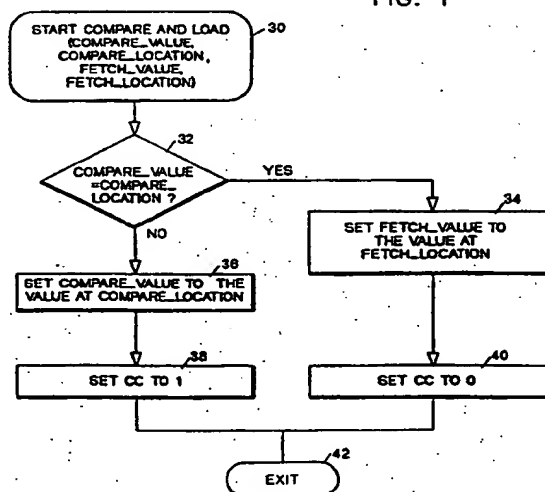 FIG. 1
30
START COMPARE AND LOAD
(COMPARE_VALUE,
COMPARE_LOCATION,
FETCH_VALUE,
FETCH_LOCATION)
32
COMPARE_VALUE
=COMPARE_
LOCATION ?
YES
NO
34
SET FETCH_VALUE TO
THE VALUE AT
FETCH_LOCATION
36
SET COMPARE_VALUE TO THE
VALUE AT COMPARE_LOCATION
38
SET CC TO 1
40
SET CC TO 0
42
EXIT